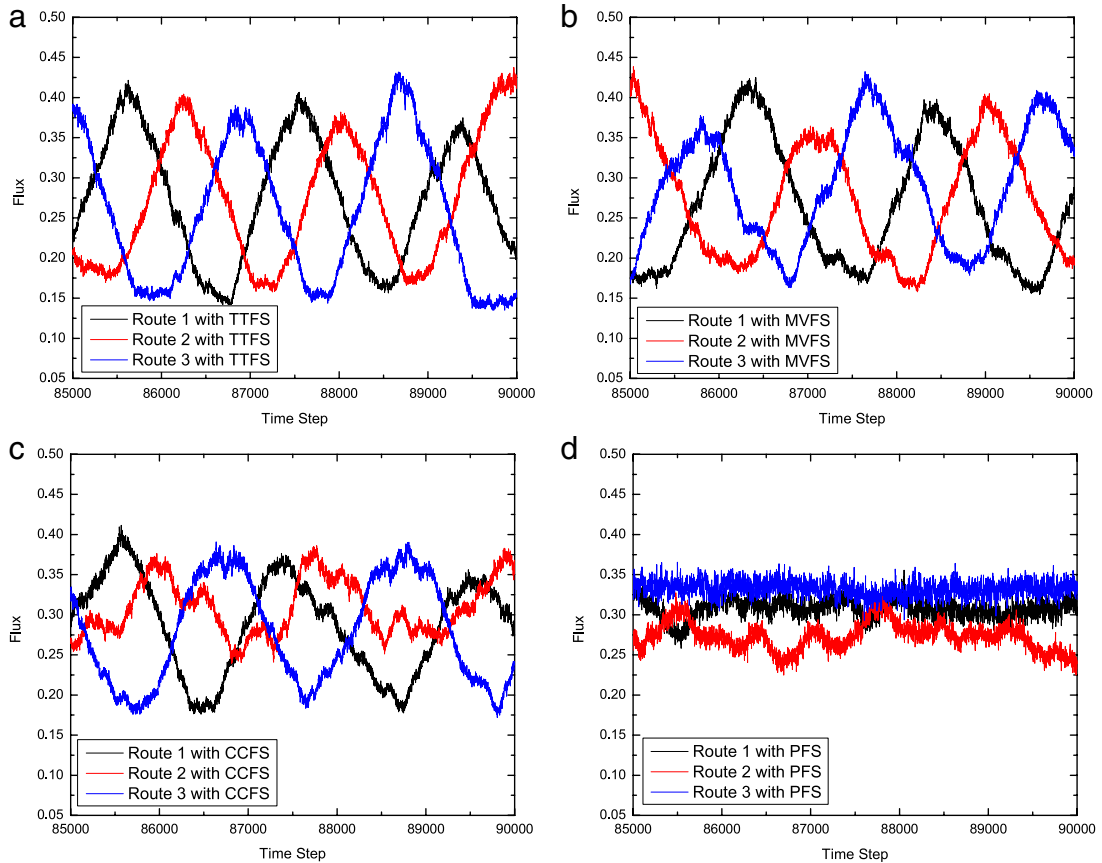 a
0.50
0.45
0.40
0.35
0.30
0.25
0.20
0.15
0.10
0.05
Flux
Route 1 with TTFS
Route 2 with TTFS
Route 3 with TTFS
85000 86000 87000 88000 89000 90000
Time Step
b
0.50
0.45
0.40
0.35
0.30
0.25
0.20
0.15
0.10
0.05
Flux
Route 1 with MVFS
Route 2 with MVFS
Route 3 with MVFS
85000 86000 87000 88000 89000 90000
Time Step
c
0.50
0.45
0.40
0.35
0.30
0.25
0.20
0.15
0.10
0.05
Flux
Route 1 with CCFS
Route 2 with CCFS
Route 3 with CCFS
85000 86000 87000 88000 89000 90000
Time Step
d
0.50
0.45
0.40
0.35
0.30
0.25
0.20
0.15
0.10
0.05
Flux
Route 1 with PFS
Route 2 with PFS
Route 3 with PFS
85000 86000 87000 88000 89000 90000
Time Step